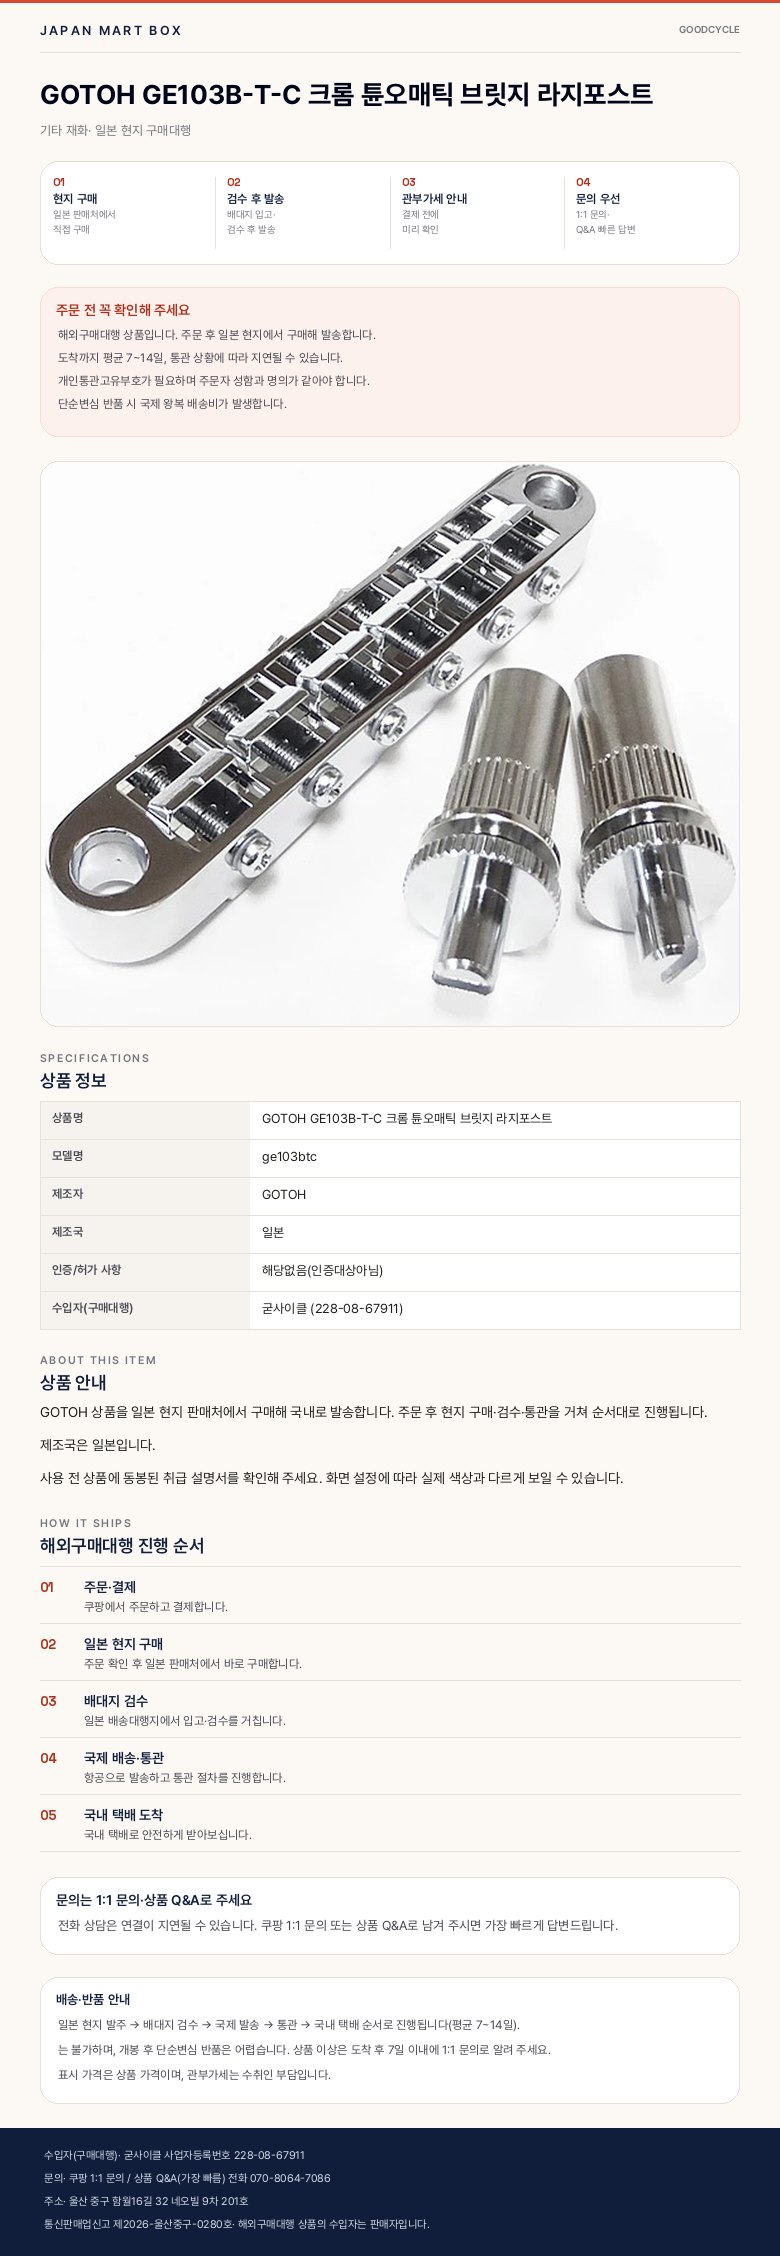 JAPAN MART BOX
GOODCYCLE
GOTOH GE103B-T-C 크롬 튠오매틱 브릿지 라지포스트
기타 재화· 일본 현지 구매대행
01
현지 구매
일본 판매처에서
직접 구매
02
검수 후 발송
배대지 입고·
검수 후 발송
03
관부가세 안내
결제 전에
미리 확인
04
문의 우선
1:1 문의·
Q&A 빠른 답변
주문 전 꼭 확인해 주세요
해외구매대행 상품입니다. 주문 후 일본 현지에서 구매해 발송합니다.
도착까지 평균 7~14일, 통관 상황에 따라 지연될 수 있습니다.
개인통관고유부호가 필요하며 주문자 성함과 명의가 같아야 합니다.
단순변심 반품 시 국제 왕복 배송비가 발생합니다.
SPECIFICATIONS
상품 정보
상품명 GOTOH GE103B-T-C 크롬 튠오매틱 브릿지 라지포스트
모델명 ge103btc
제조자 GOTOH
제조국 일본
인증/허가 사항 해당없음(인증대상아님)
수입자(구매대행) 굳사이클 (228-08-67911)
ABOUT THIS ITEM
상품 안내
GOTOH 상품을 일본 현지 판매처에서 구매해 국내로 발송합니다. 주문 후 현지 구매·검수·통관을 거쳐 순서대로 진행됩니다.
제조국은 일본입니다.
사용 전 상품에 동봉된 취급 설명서를 확인해 주세요. 화면 설정에 따라 실제 색상과 다르게 보일 수 있습니다.
HOW IT SHIPS
해외구매대행 진행 순서
01 주문·결제
쿠팡에서 주문하고 결제합니다.
02 일본 현지 구매
주문 확인 후 일본 판매처에서 바로 구매합니다.
03 배대지 검수
일본 배송대행지에서 입고·검수를 거칩니다.
04 국제 배송·통관
항공으로 발송하고 통관 절차를 진행합니다.
05 국내 택배 도착
국내 택배로 안전하게 받아보십니다.
문의는 1:1 문의·상품 Q&A로 주세요
전화 상담은 연결이 지연될 수 있습니다. 쿠팡 1:1 문의 또는 상품 Q&A로 남겨 주시면 가장 빠르게 답변드립니다.
배송·반품 안내
일본 현지 발주 → 배대지 검수 → 국제 발송 → 통관 → 국내 택배 순서로 진행됩니다(평균 7~14일).
는 불가하며, 개봉 후 단순변심 반품은 어렵습니다. 상품 이상은 도착 후 7일 이내에 1:1 문의로 알려 주세요.
표시 가격은 상품 가격이며, 관부가세는 수취인 부담입니다.
수입자(구매대행)· 굳사이클 사업자등록번호 228-08-67911
문의· 쿠팡 1:1 문의 / 상품 Q&A(가장 빠름) 전화 070-8064-7086
주소· 울산 중구 함월16길 32 네오빌 9차 201호
통신판매업신고 제2026-울산중구-0280호· 해외구매대행 상품의 수입자는 판매자입니다.